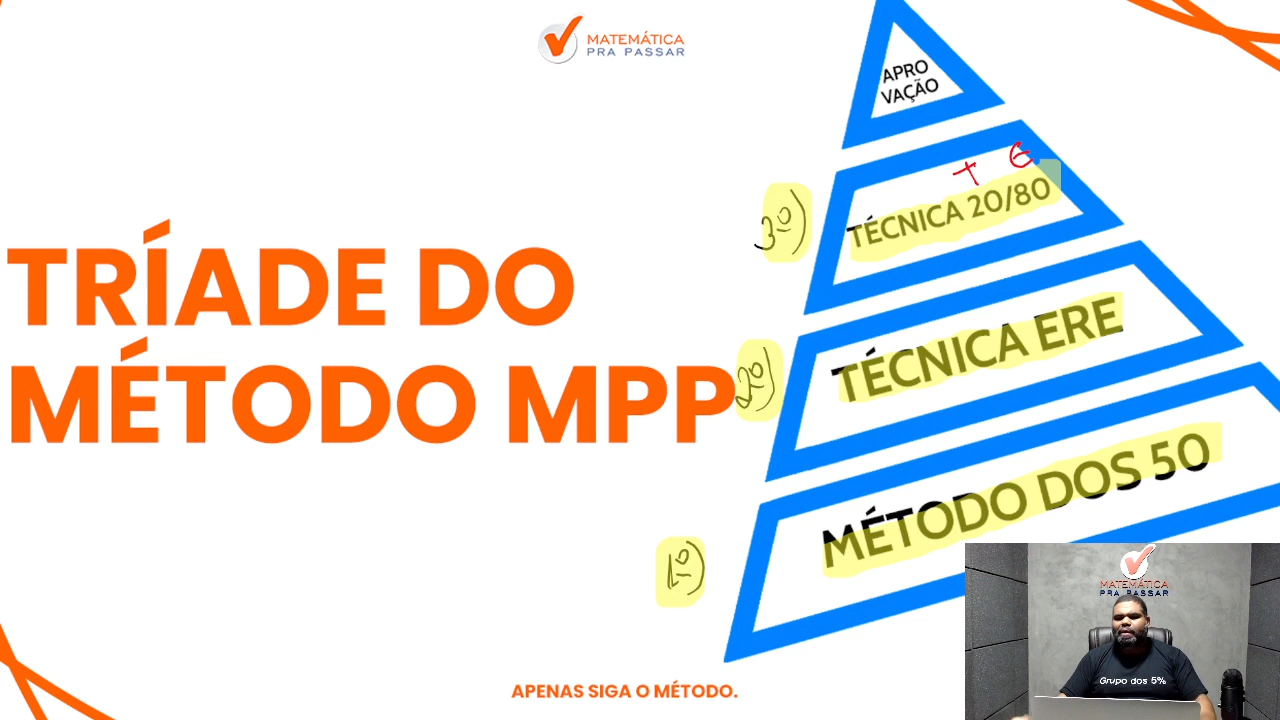 MATEMÁTICA
PRA PASSAR
APRO
VAÇÃO
T E
3º)
TÉCNICA 20/80
TRÍADE DO
MÉTODO MPP
2º)
TÉCNICA ERE
1º)
MÉTODO DOS 50
MATEMÁTICA
PRA PASSAR
Grupo dos 5%
APENAS SIGA O MÉTODO.